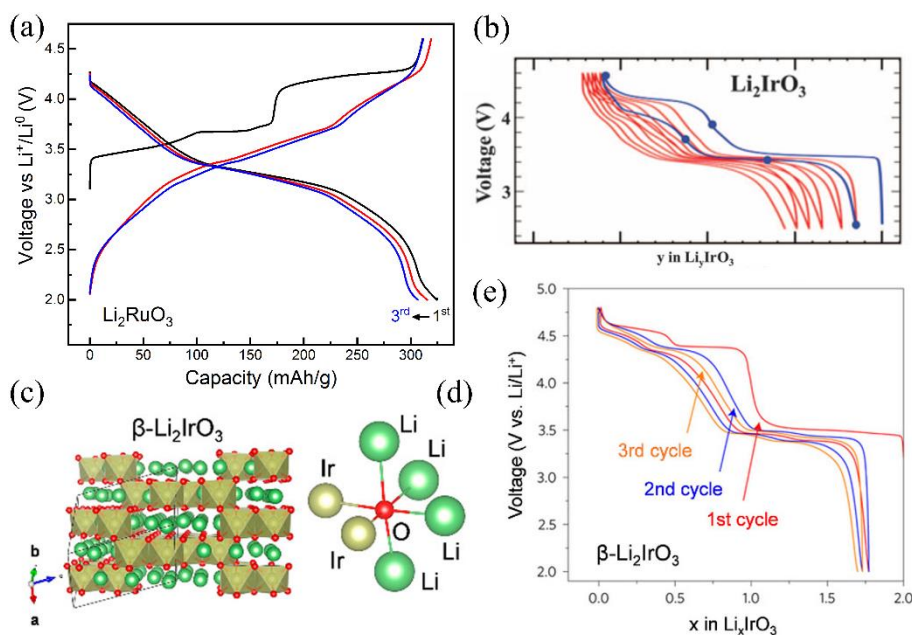 (a)
Voltage vs Li⁺/Li⁰ (V)
4.5
4.0
3.5
3.0
2.5
2.0
Li₂RuO₃
3ʳᵈ
1ˢᵗ
0 50 100 150 200 250 300
Capacity (mAh/g)
(b)
Li₂IrO₃
Voltage (V)
4
3
y in LiᵧIrO₃
(c)
β-Li₂IrO₃
b
a
(d)
Li
Li
Ir
Li
O
Ir
Li
(e)
Voltage (V vs. Li/Li⁺)
5.0
4.5
4.0
3.5
3.0
2.5
2.0
3rd cycle
2nd cycle
1st cycle
β-Li₂IrO₃
0.0 0.5 1.0 1.5 2.0
x in LiₓIrO₃